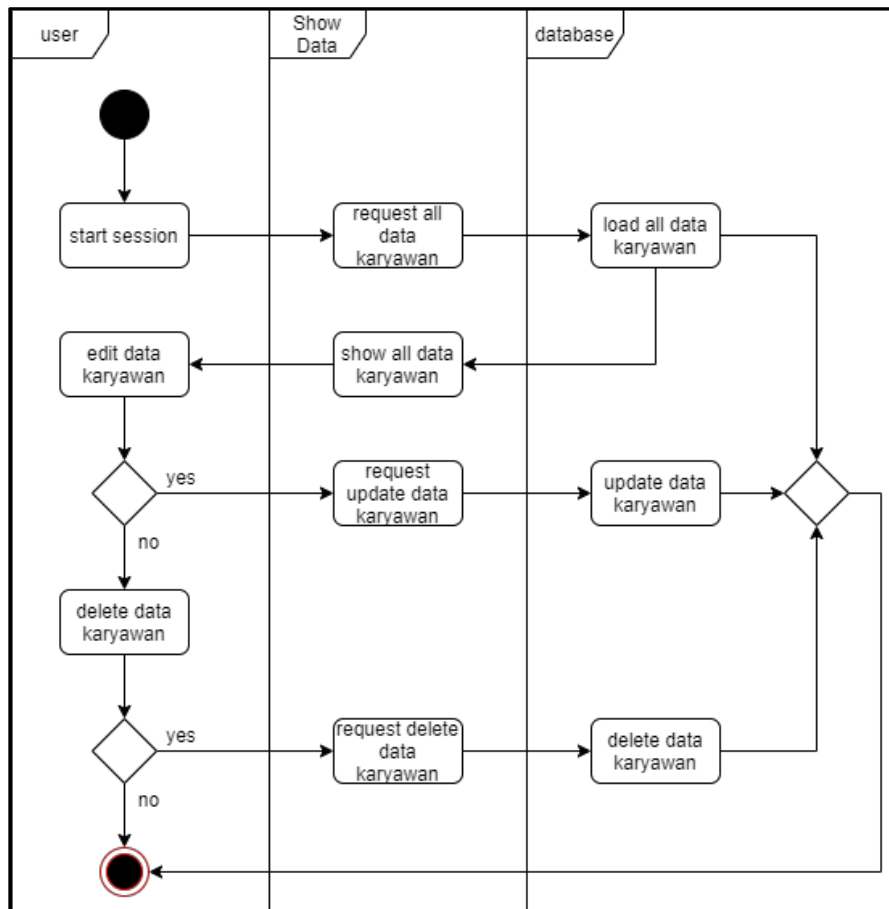 user
Show
Data
database
start session
request all
data
karyawan
load all data
karyawan
edit data
karyawan
show all data
karyawan
yes
request
update data
karyawan
update data
karyawan
no
delete data
karyawan
yes
request delete
data
karyawan
delete data
karyawan
no